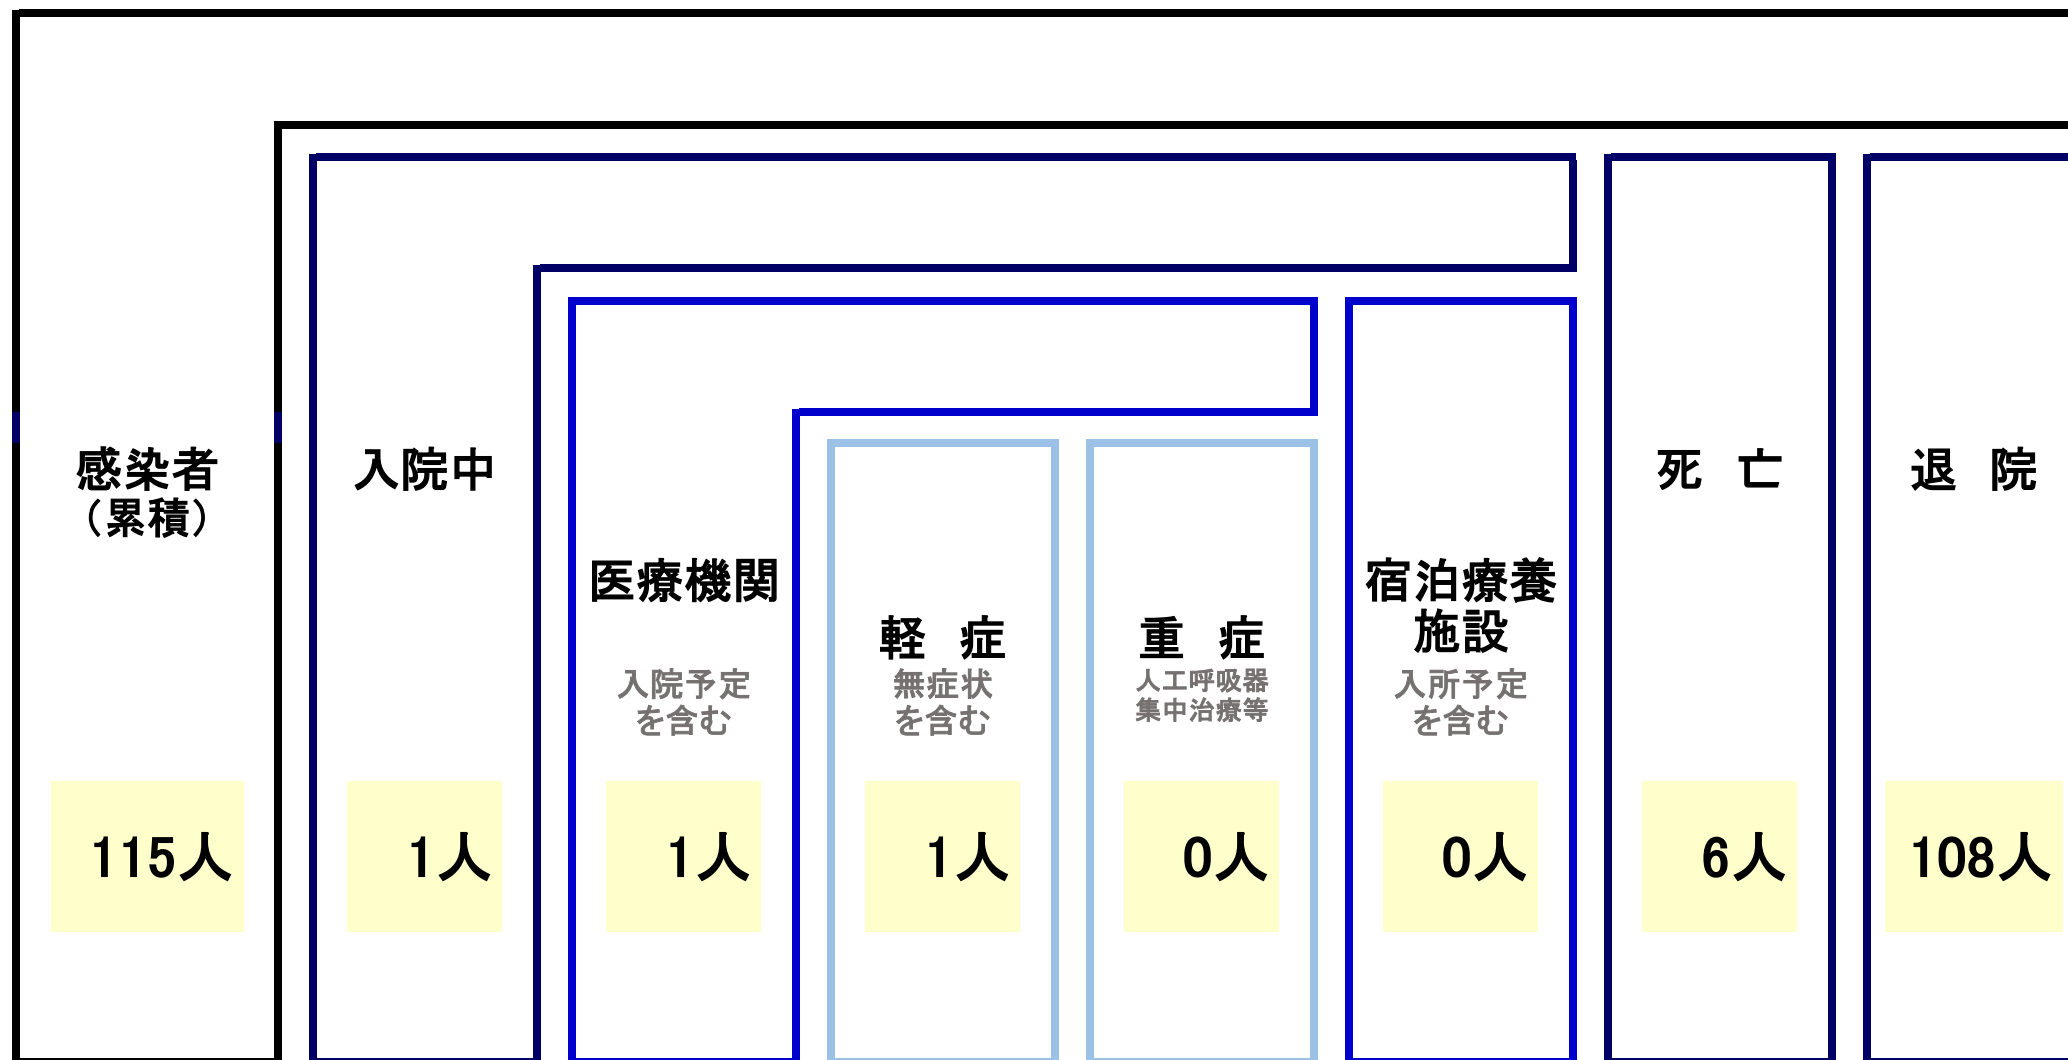 感染者
（累積）
115人
入院中
1人
医療機関
入院予定
を含む
1人
軽 症
無症状
を含む
1人
重 症
人工呼吸器
集中治療等
0人
宿泊療養
施設
入所予定
を含む
0人
死 亡
6人
退 院
108人